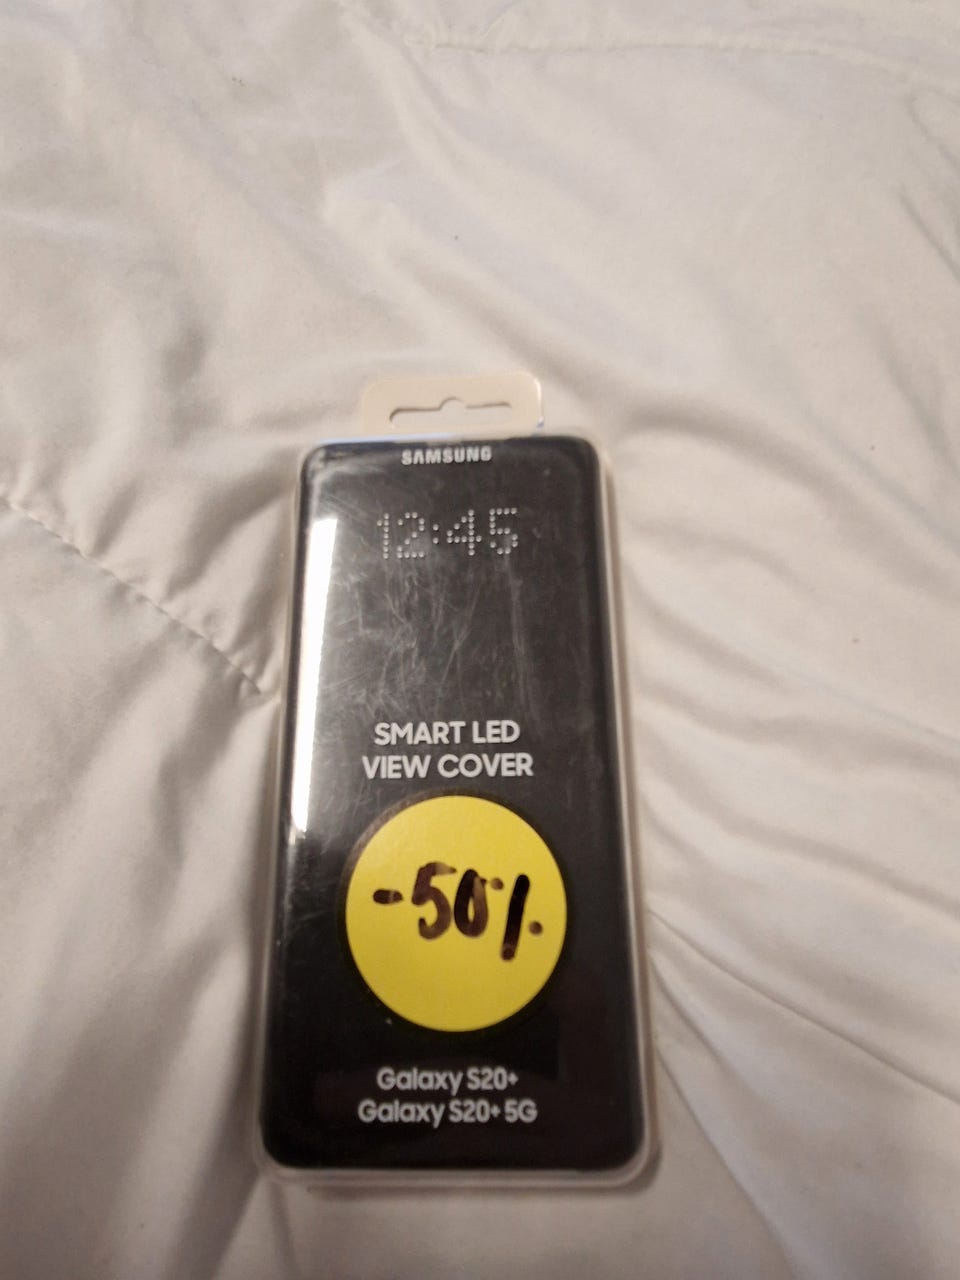 SAMSUNG
12:45
SMART LED
VIEW COVER
-50%
Galaxy S20+
Galaxy S20+ 5G